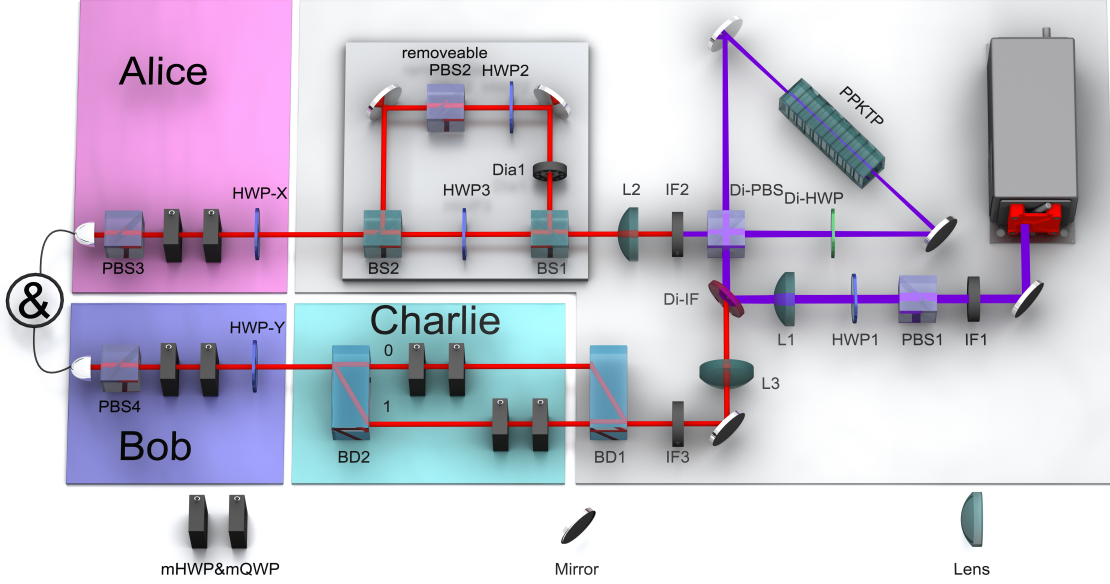 Alice
removeable
PBS2
HWP2
PPKTP
Dia1
HWP-X
HWP3
L2
IF2
Di-PBS
Di-HWP
PBS3
BS2
BS1
&
Di-IF
L1
HWP1
PBS1
IF1
Charlie
HWP-Y
0
1
L3
PBS4
Bob
BD2
BD1
IF3
mHWP&mQWP
Mirror
Lens